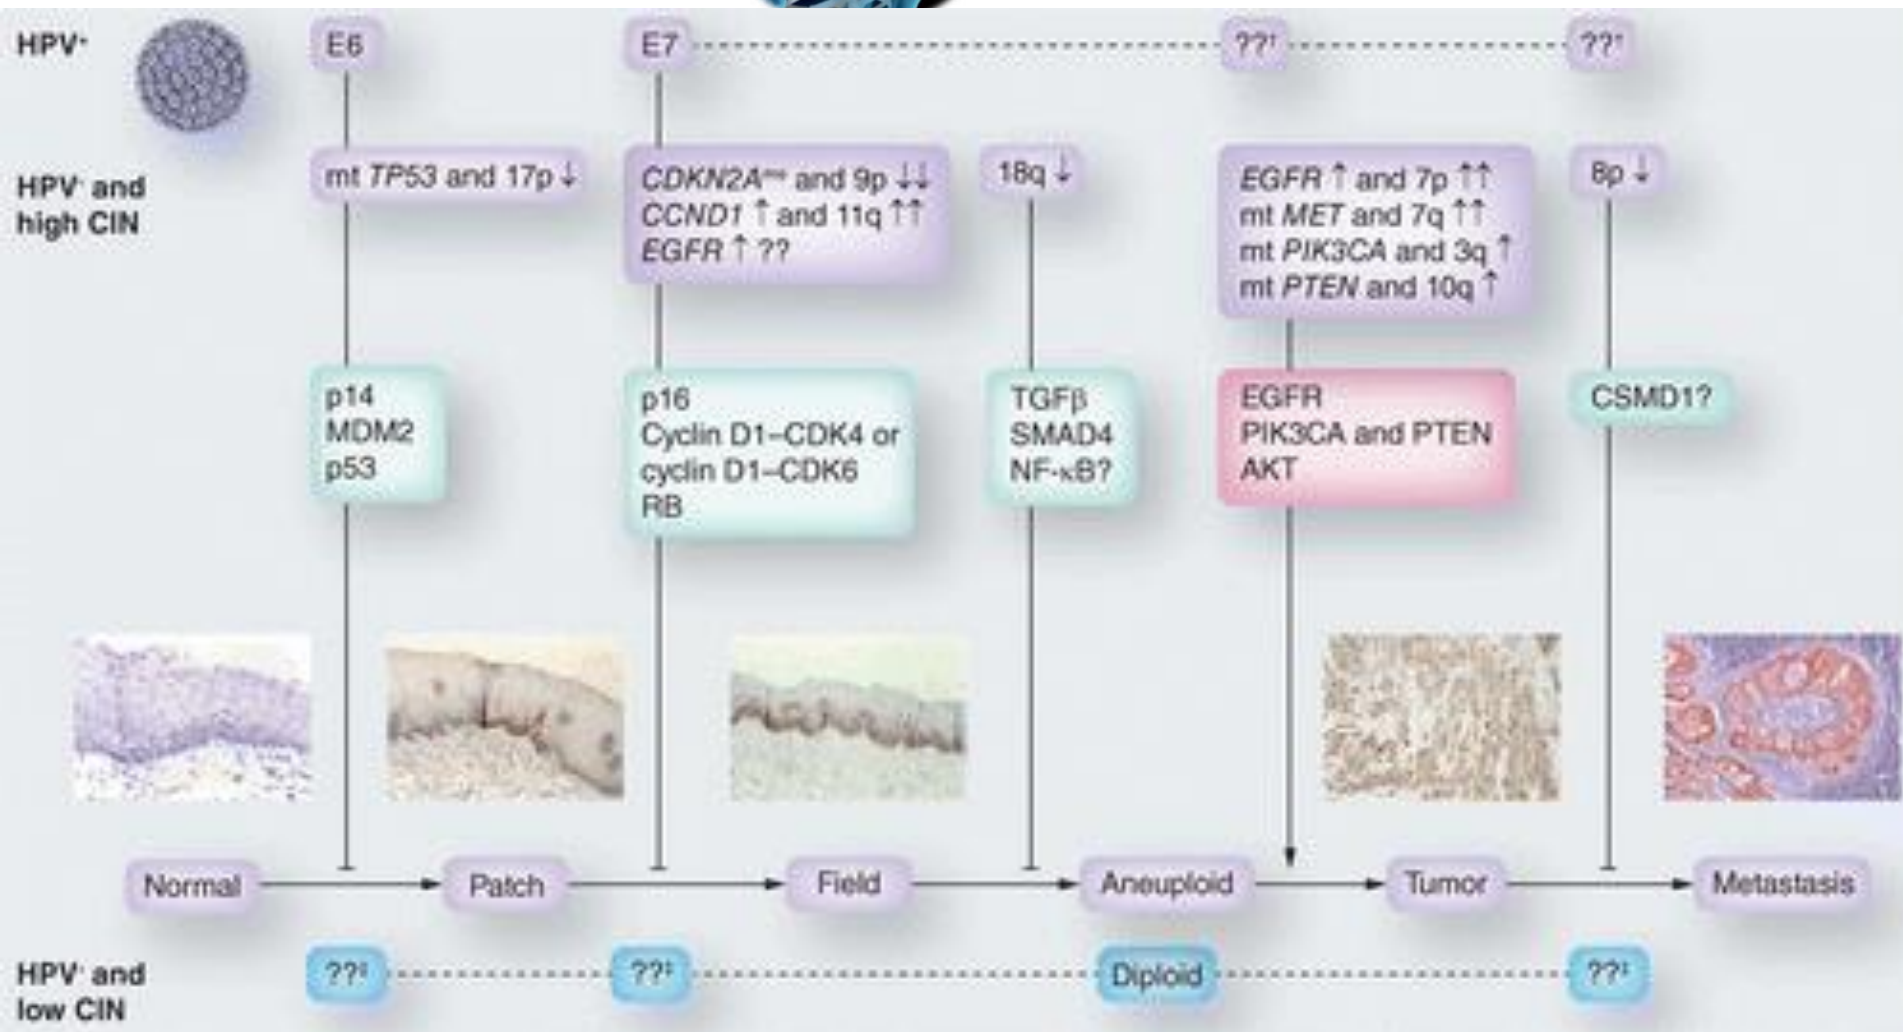 HPV⁺
E6
E7
??†
??*
HPV⁻ and
high CIN
mt TP53 and 17p ↓
CDKN2A and 9p ↓↓
CCND1 ↑ and 11q ↑↑
EGFR ↑ ??
18q ↓
EGFR ↑ and 7p ↑↑
mt MET and 7q ↑↑
mt PIK3CA and 3q ↑
mt PTEN and 10q ↑
8p ↓
p14
MDM2
p53
p16
Cyclin D1–CDK4 or
cyclin D1–CDK6
RB
TGFβ
SMAD4
NF-κB?
EGFR
PIK3CA and PTEN
AKT
CSMD1?
Normal
Patch
Field
Aneuploid
Tumor
Metastasis
HPV⁻ and
low CIN
??‡
??‡
Diploid
??‡